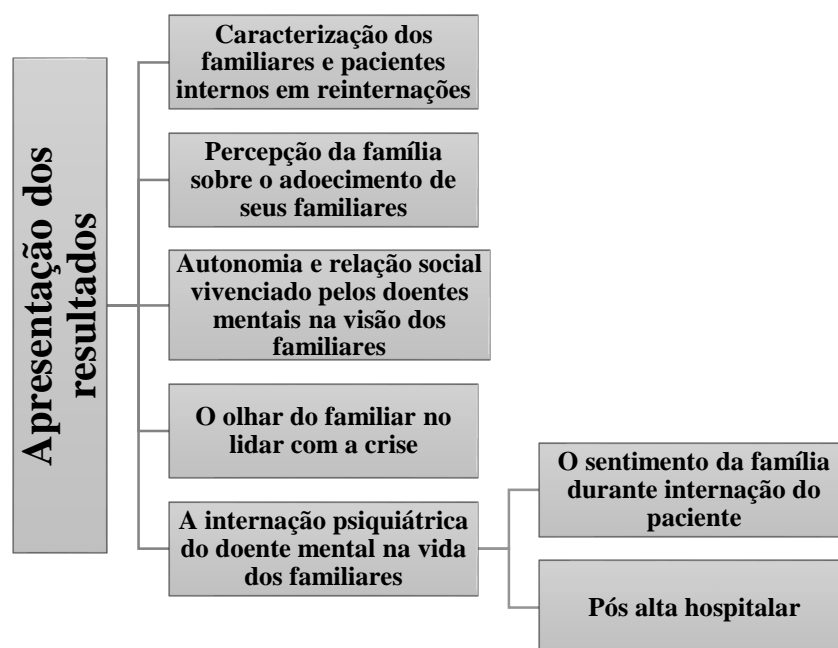 Apresentação dos
resultados
Caracterização dos
familiares e pacientes
internos em reinternações
Percepção da família
sobre o adoecimento de
seus familiares
Autonomia e relação social
vivenciado pelos doentes
mentais na visão dos
familiares
O olhar do familiar no
lidar com a crise
A internação psiquiátrica
do doente mental na vida
dos familiares
O sentimento da família
durante internação do
paciente
Pós alta hospitalar